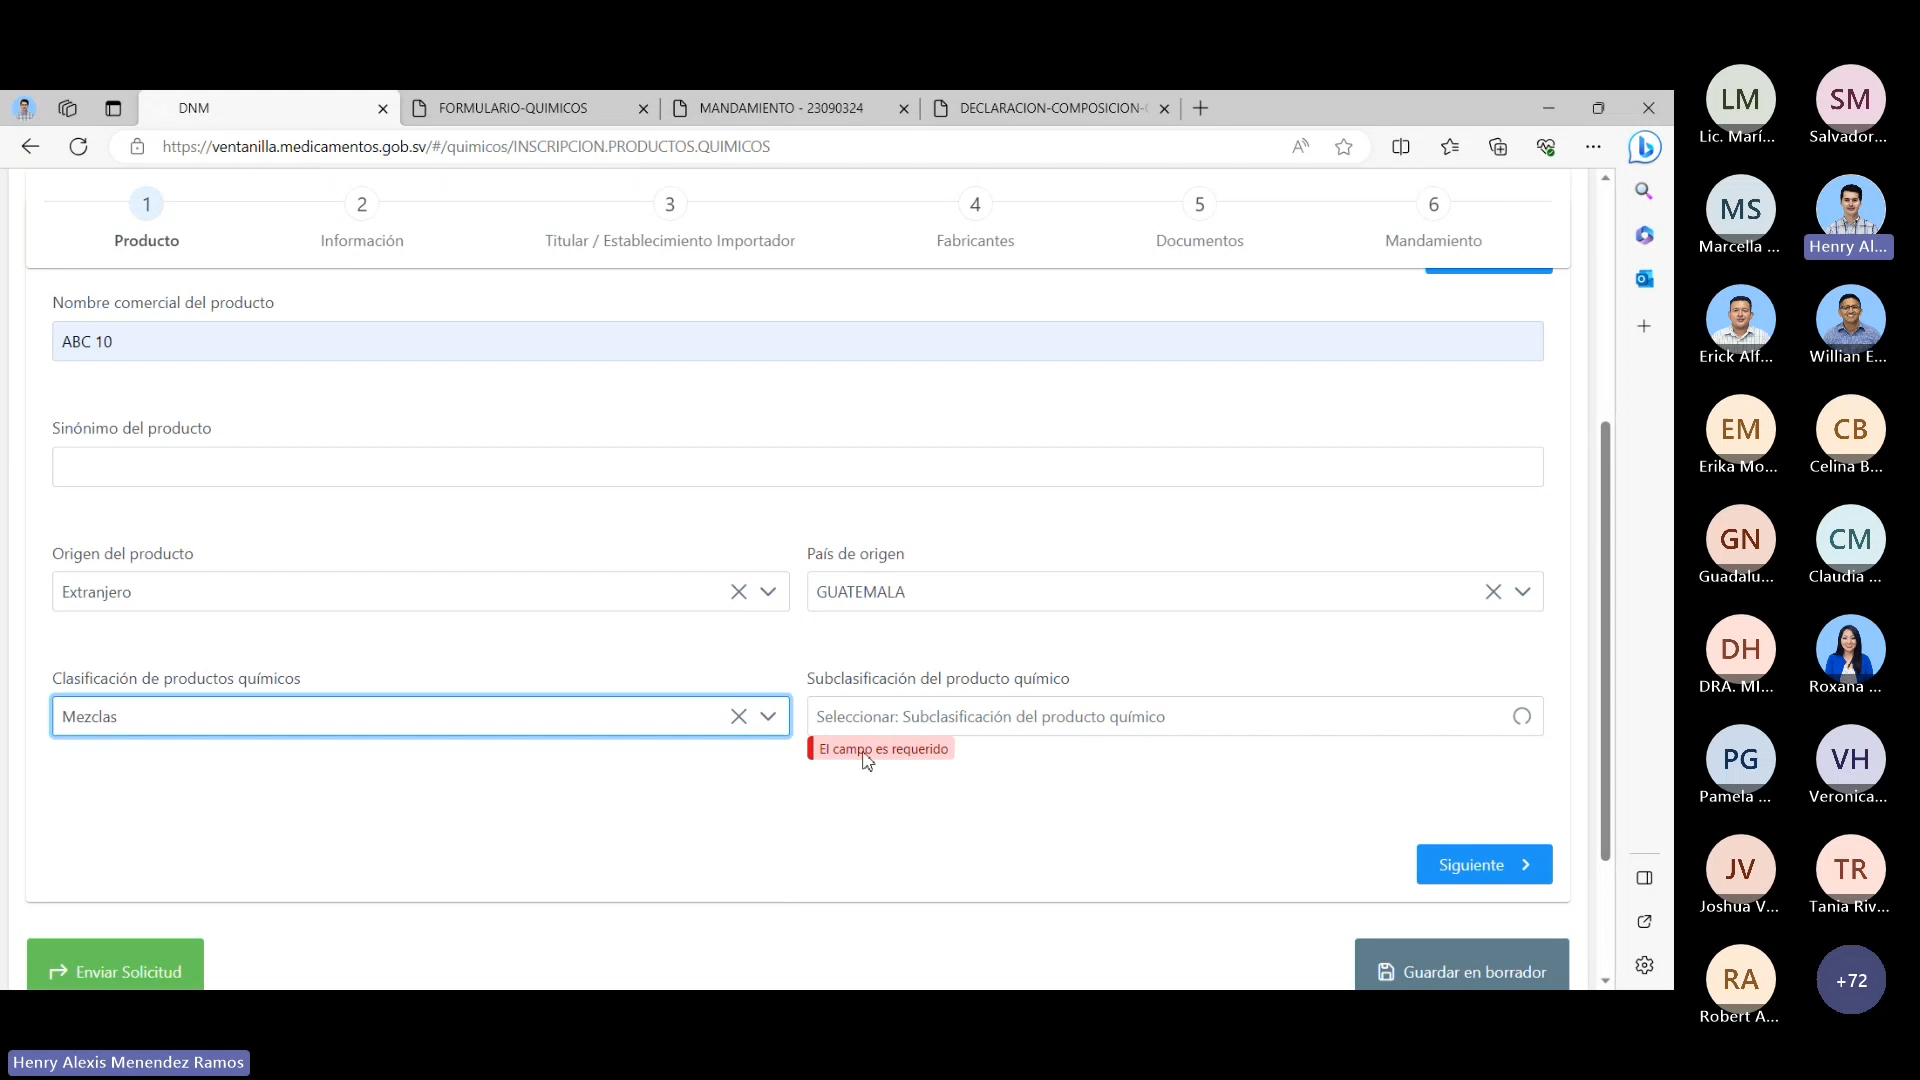 DNM
FORMULARIO-QUIMICOS
MANDAMIENTO - 23090324
DECLARACION-COMPOSICION-
https://ventanilla.medicamentos.gob.sv/#/quimicos/INSCRIPCION.PRODUCTOS.QUIMICOS
1
2
3
4
5
6
Producto
Información
Titular / Establecimiento Importador
Fabricantes
Documentos
Mandamiento
Nombre comercial del producto
ABC 10
Sinónimo del producto
Origen del producto
País de origen
Extranjero
GUATEMALA
Clasificación de productos químicos
Subclasificación del producto químico
Mezclas
Seleccionar: Subclasificación del producto químico
El campo es requerido
Siguiente
Enviar Solicitud
Guardar en borrador
LM
SM
Lic. Marí...
Salvador...
MS
Marcella ...
Henry Al...
Erick Alf...
Willian E...
EM
CB
Erika Mo...
Celina B...
GN
CM
Guadalu...
Claudia ...
DH
DRA. MI...
Roxana ...
PG
VH
Pamela ...
Veronica...
JV
TR
Joshua V...
Tania Riv...
RA
+72
Robert A...
Henry Alexis Menendez Ramos